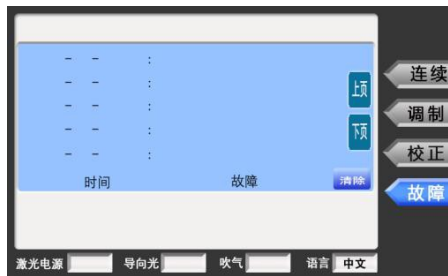 - - :
- - :
- - :
- - :
- - :
时间 故障
上页
下页
清除
连续
调制
校正
故障
激光电源 导向光 吹气 语言 中文